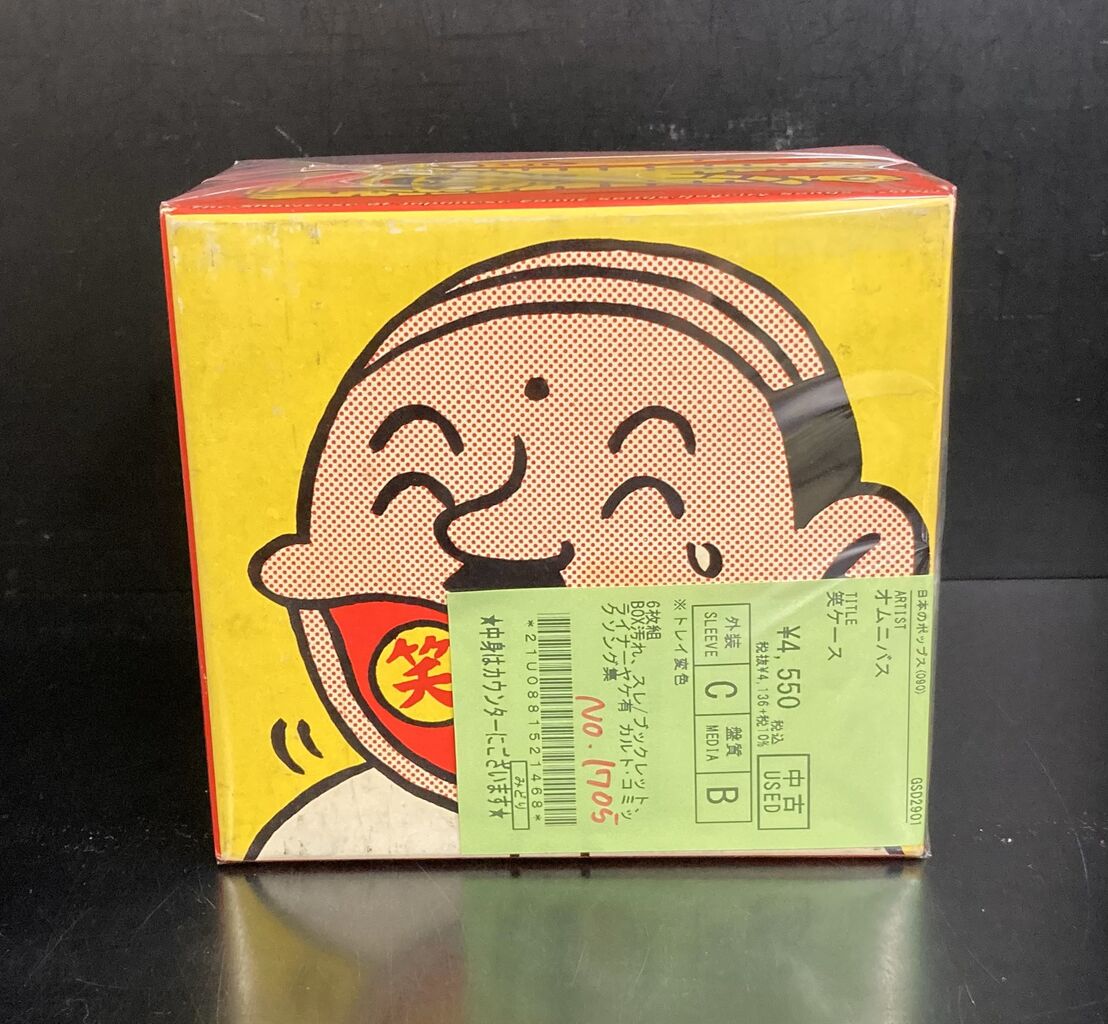 笑
日本のポップス(090)
GSD2901
ARTIST
オムニバス
TITLE
笑ケース
¥4,550 税込
税抜¥4,136+税10%
中古
USED
外装
SLEEVE
C
盤質
MEDIA
B
※トレイ変色
6枚組
BOX汚れ、スレ/ブックレット、
ライナーヤケ有 カルト・コミッ
クソング集
NO.1705
*21U0881521468*
みどり
★中身はカウンターにございます★